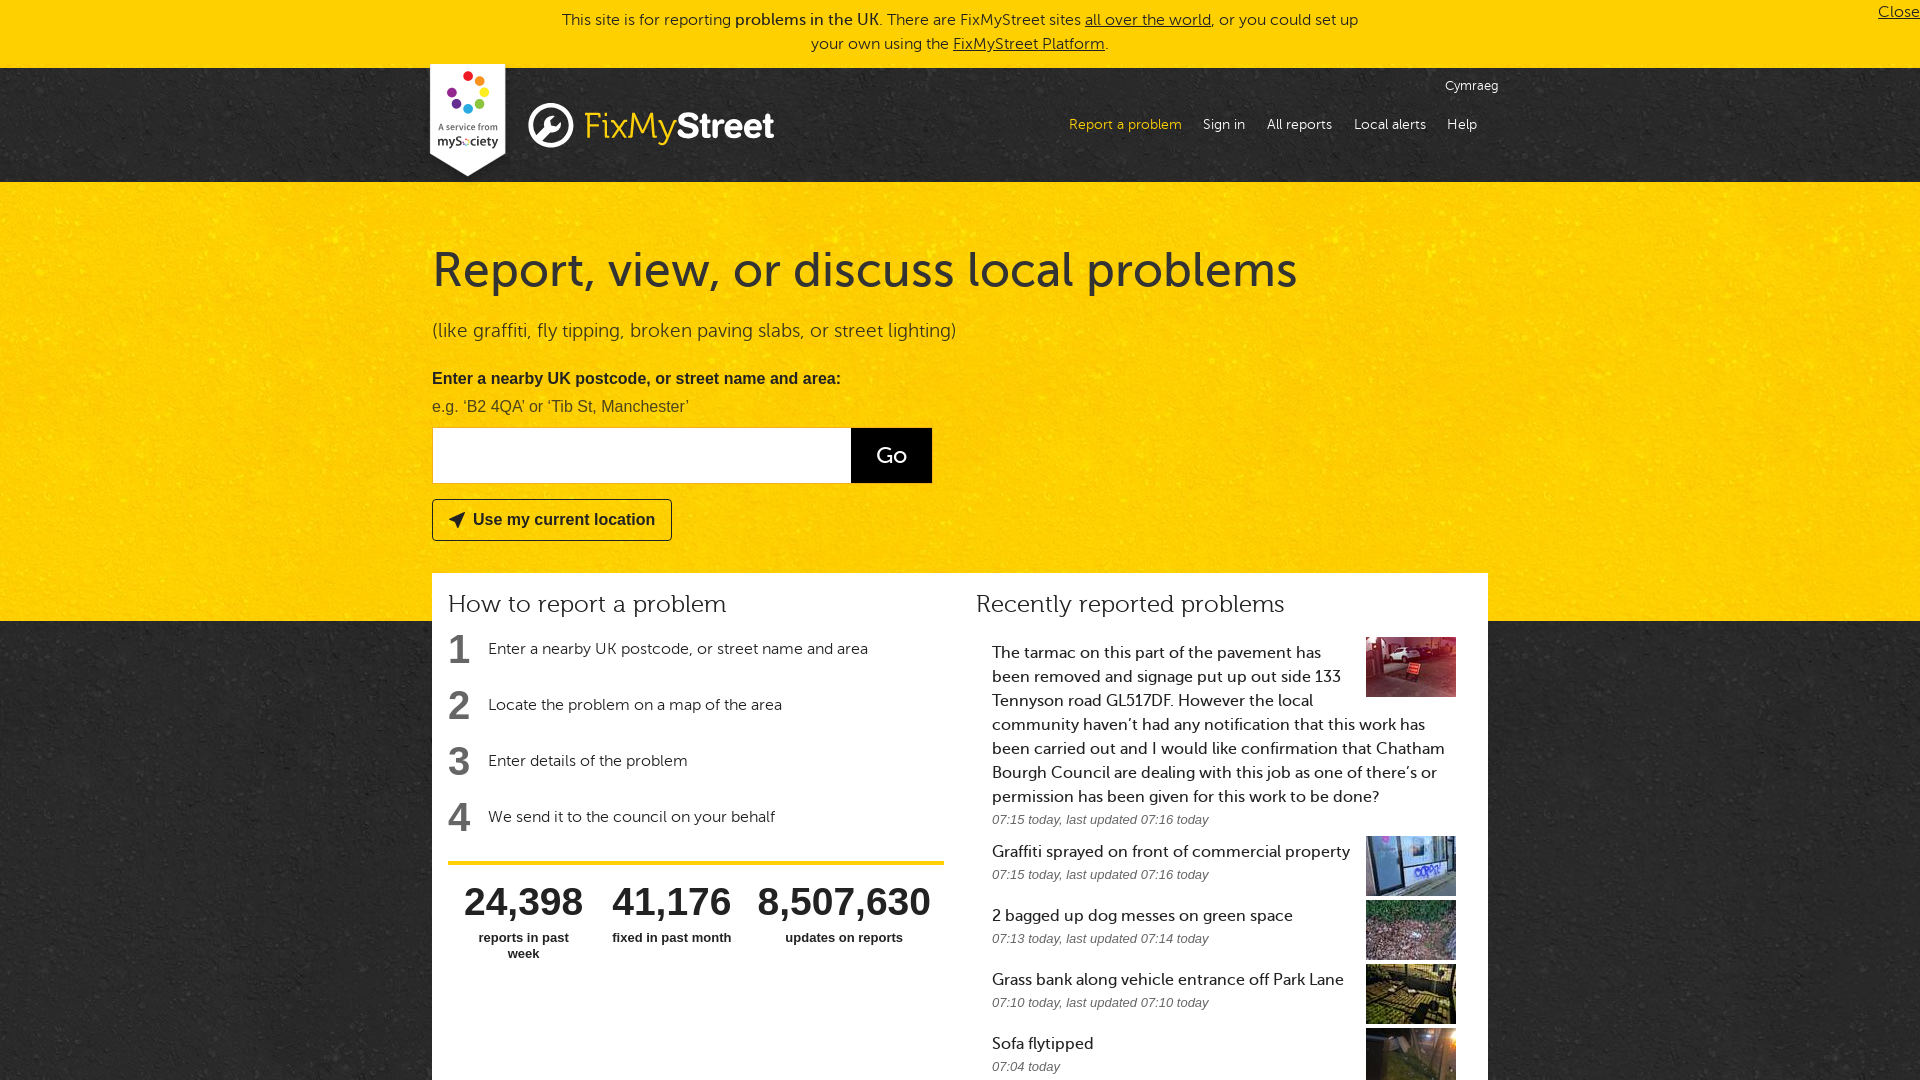 This site is for reporting problems in the UK. There are FixMyStreet sites all over the world, or you could set up
your own using the FixMyStreet Platform.
Close
A service from
mySociety
FixMyStreet
Cymraeg
Report a problem
Sign in
All reports
Local alerts
Help
Report, view, or discuss local problems
(like graffiti, fly tipping, broken paving slabs, or street lighting)
Enter a nearby UK postcode, or street name and area:
e.g. ‘B2 4QA’ or ‘Tib St, Manchester’
Go
Use my current location
How to report a problem
1 Enter a nearby UK postcode, or street name and area
2 Locate the problem on a map of the area
3 Enter details of the problem
4 We send it to the council on your behalf
24,398
reports in past
week
41,176
fixed in past month
8,507,630
updates on reports
Recently reported problems
The tarmac on this part of the pavement has
been removed and signage put up out side 133
Tennyson road GL517DF. However the local
community haven’t had any notification that this work has
been carried out and I would like confirmation that Chatham
Bourgh Council are dealing with this job as one of there’s or
permission has been given for this work to be done?
07:15 today, last updated 07:16 today
Graffiti sprayed on front of commercial property
07:15 today, last updated 07:16 today
2 bagged up dog messes on green space
07:13 today, last updated 07:14 today
Grass bank along vehicle entrance off Park Lane
07:10 today, last updated 07:10 today
Sofa flytipped
07:04 today